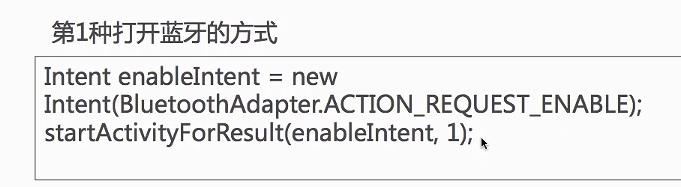 第1种打开蓝牙的方式
Intent enableIntent = new
Intent(BluetoothAdapter.ACTION_REQUEST_ENABLE);
startActivityForResult(enableIntent, 1);